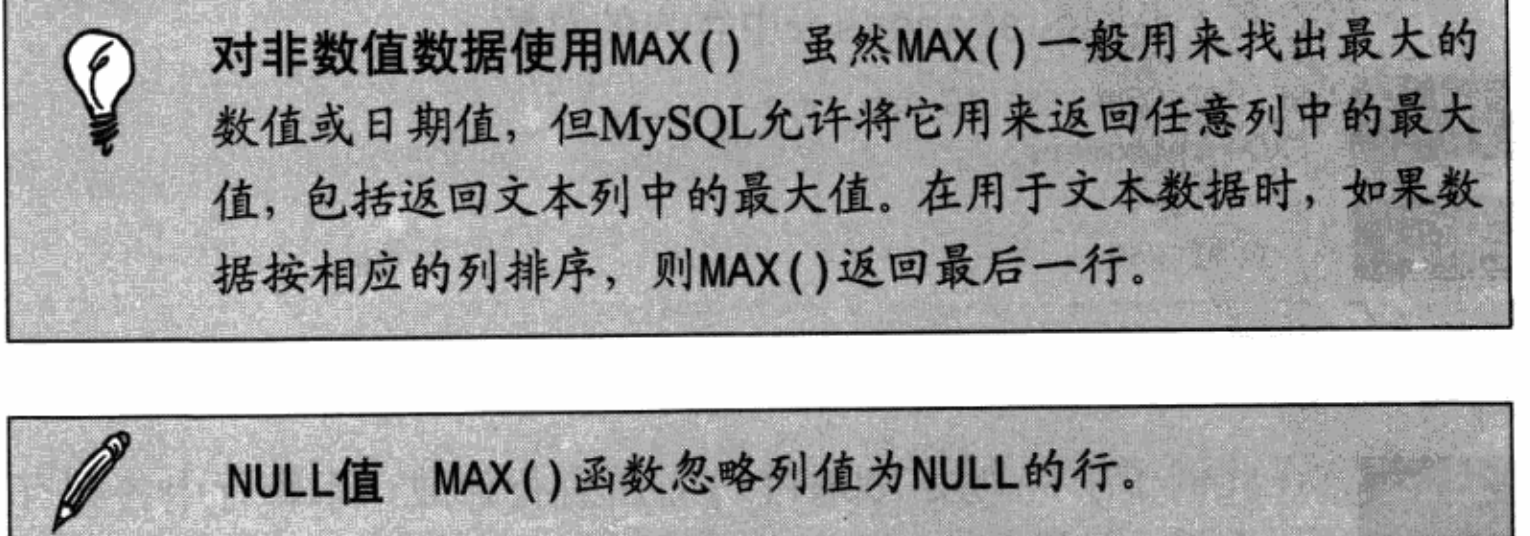 对非数值数据使用MAX() 虽然MAX()一般用来找出最大的
数值或日期值，但MySQL允许将它用来返回任意列中的最大
值，包括返回文本列中的最大值。在用于文本数据时，如果数
据按相应的列排序，则MAX()返回最后一行。
NULL值 MAX()函数忽略列值为NULL的行。